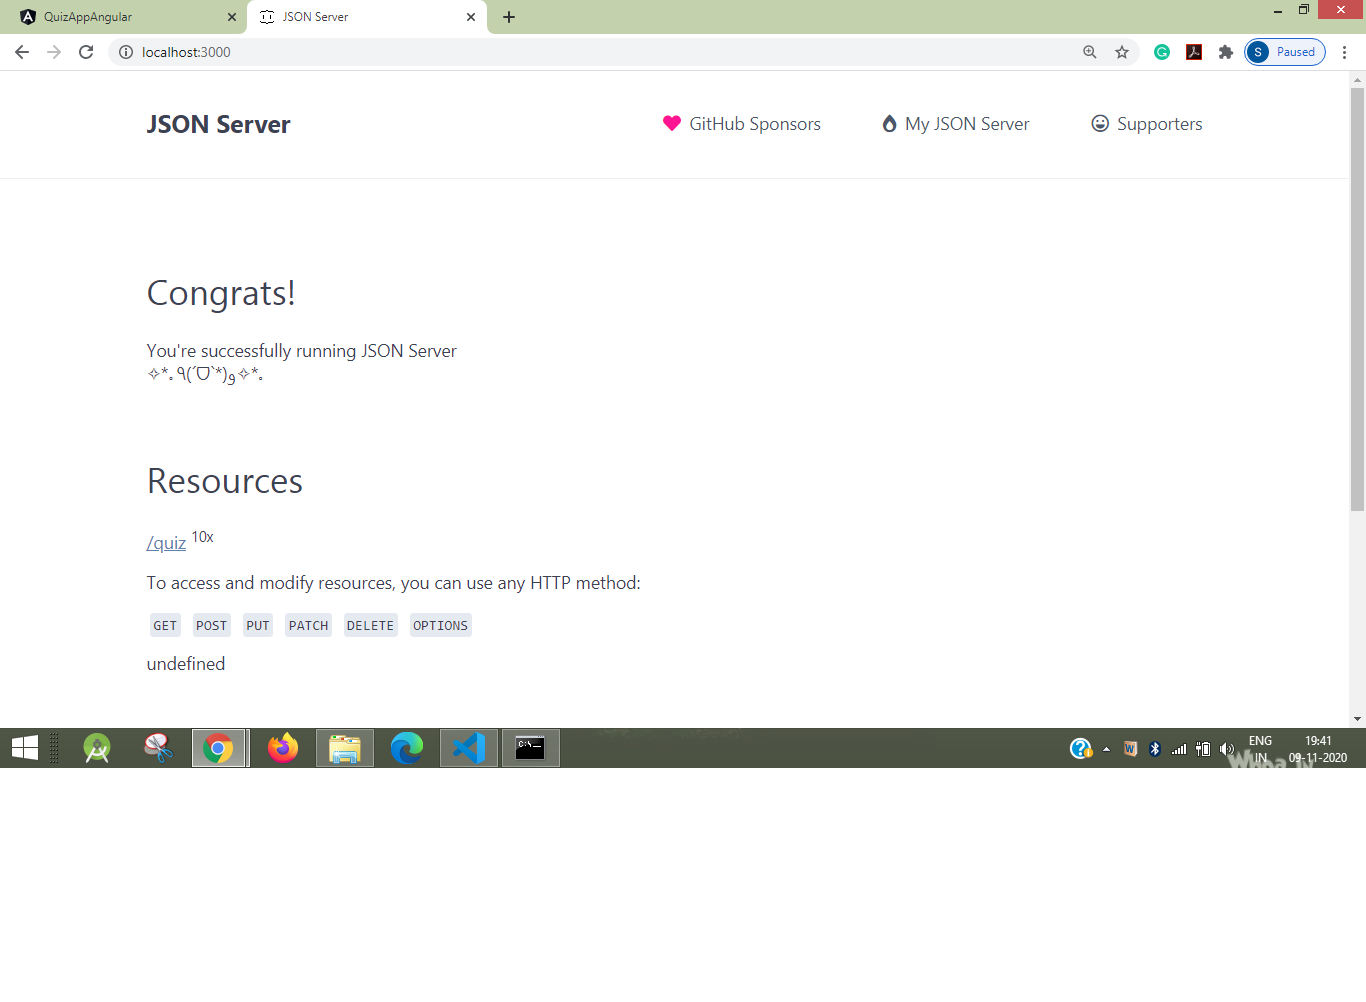 QuizAppAngular
JSON Server
localhost:3000
S Paused
JSON Server
GitHub Sponsors
My JSON Server
Supporters
Congrats!
You're successfully running JSON Server
✧*｡٩(ˊᗜˋ*)و✧*｡
Resources
/quiz 10x
To access and modify resources, you can use any HTTP method:
GET POST PUT PATCH DELETE OPTIONS
undefined
ENG
IN
19:41
09-11-2020